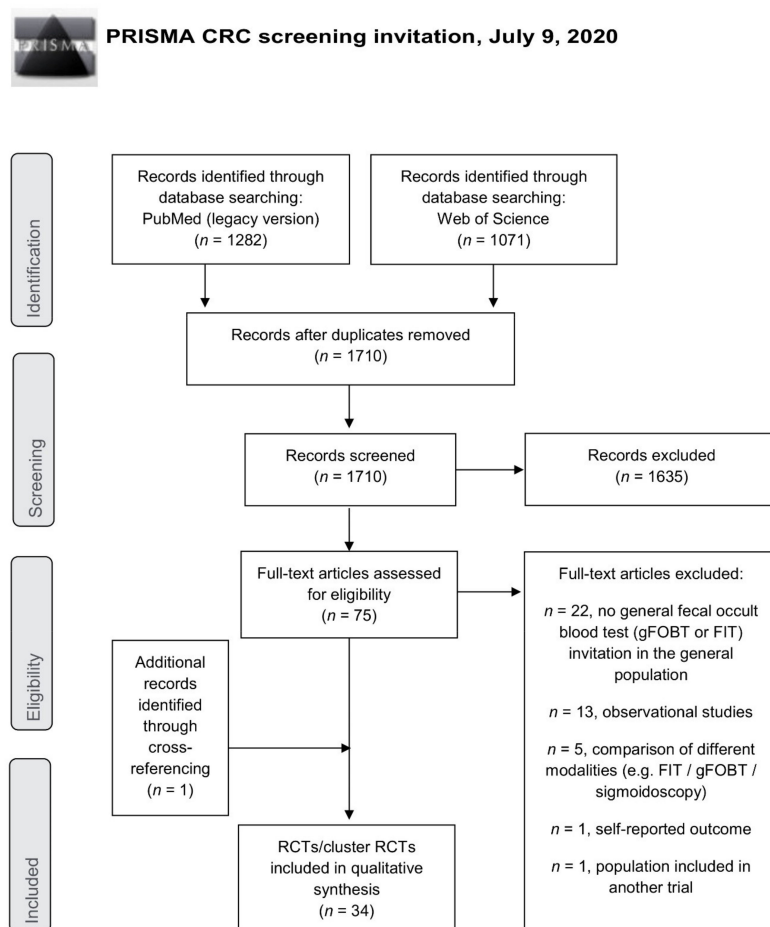 PRISMA
PRISMA CRC screening invitation, July 9, 2020
Identification
Records identified through
database searching:
PubMed (legacy version)
(n = 1282)
Records identified through
database searching:
Web of Science
(n = 1071)
Records after duplicates removed
(n = 1710)
Screening
Records screened
(n = 1710)
Records excluded
(n = 1635)
Eligibility
Full-text articles assessed
for eligibility
(n = 75)
Full-text articles excluded:
n = 22, no general fecal occult
blood test (gFOBT or FIT)
invitation in the general
population
n = 13, observational studies
n = 5, comparison of different
modalities (e.g. FIT / gFOBT /
sigmoidoscopy)
n = 1, self-reported outcome
n = 1, population included in
another trial
Additional
records
identified
through
cross-
referencing
(n = 1)
Included
RCTs/cluster RCTs
included in qualitative
synthesis
(n = 34)